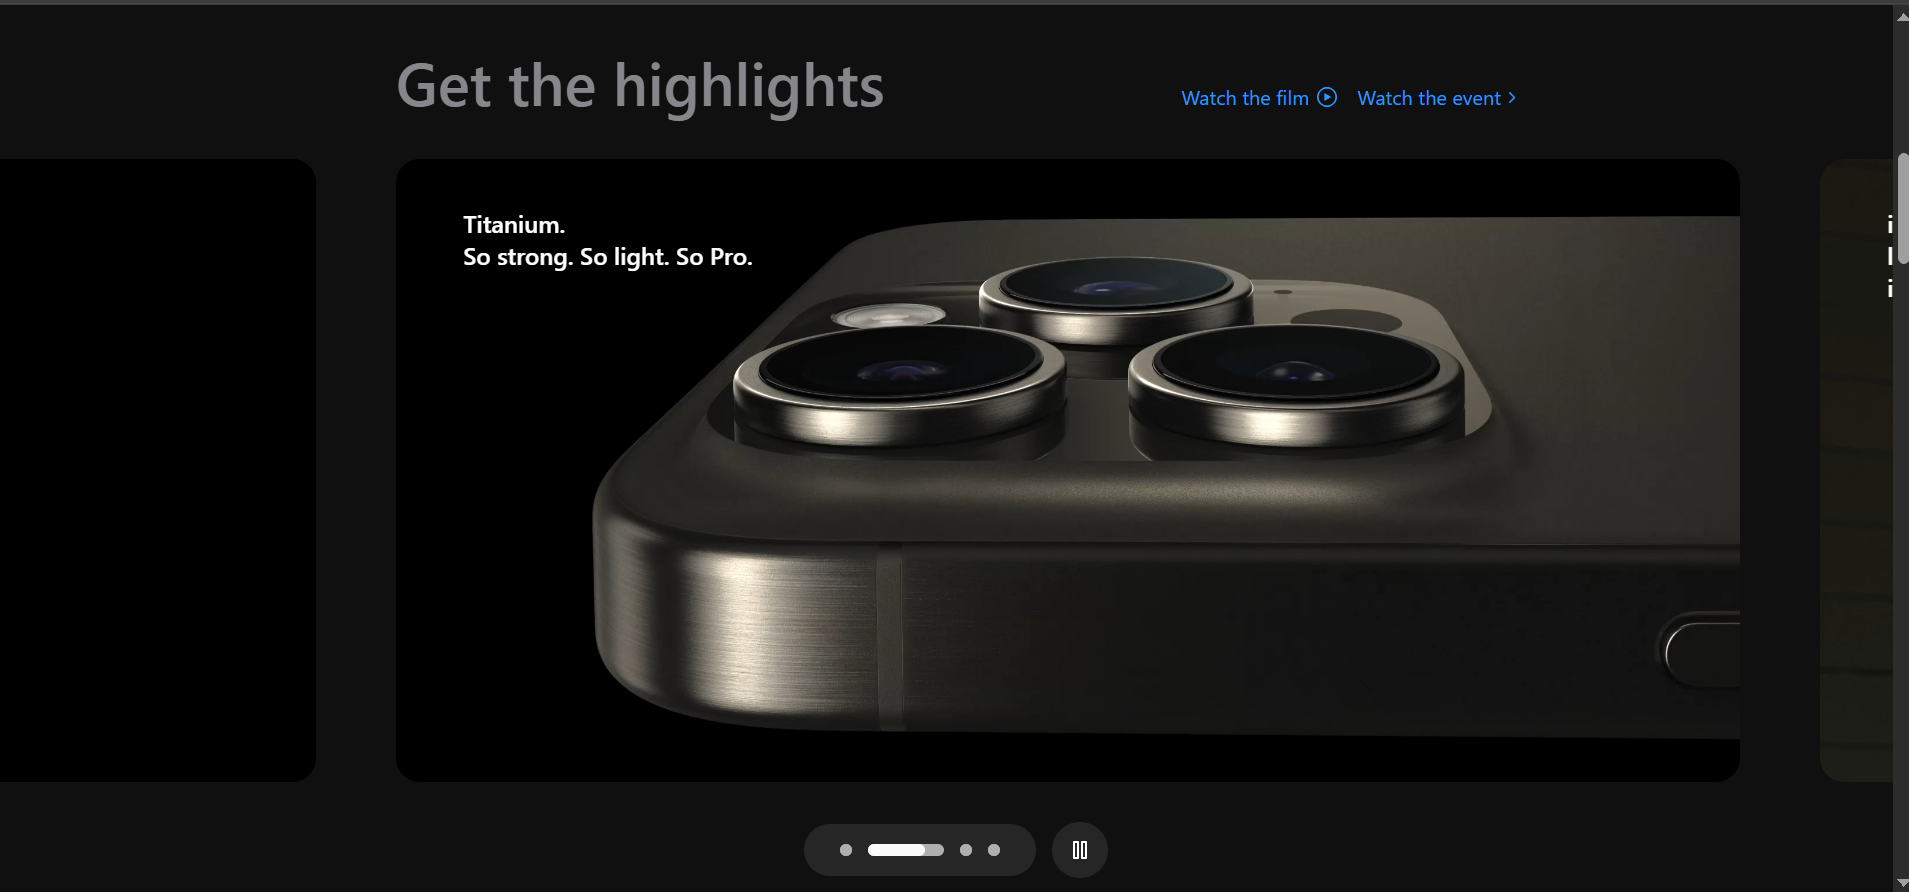 Get the highlights
Watch the film
Watch the event
Titanium.
So strong. So light. So Pro.